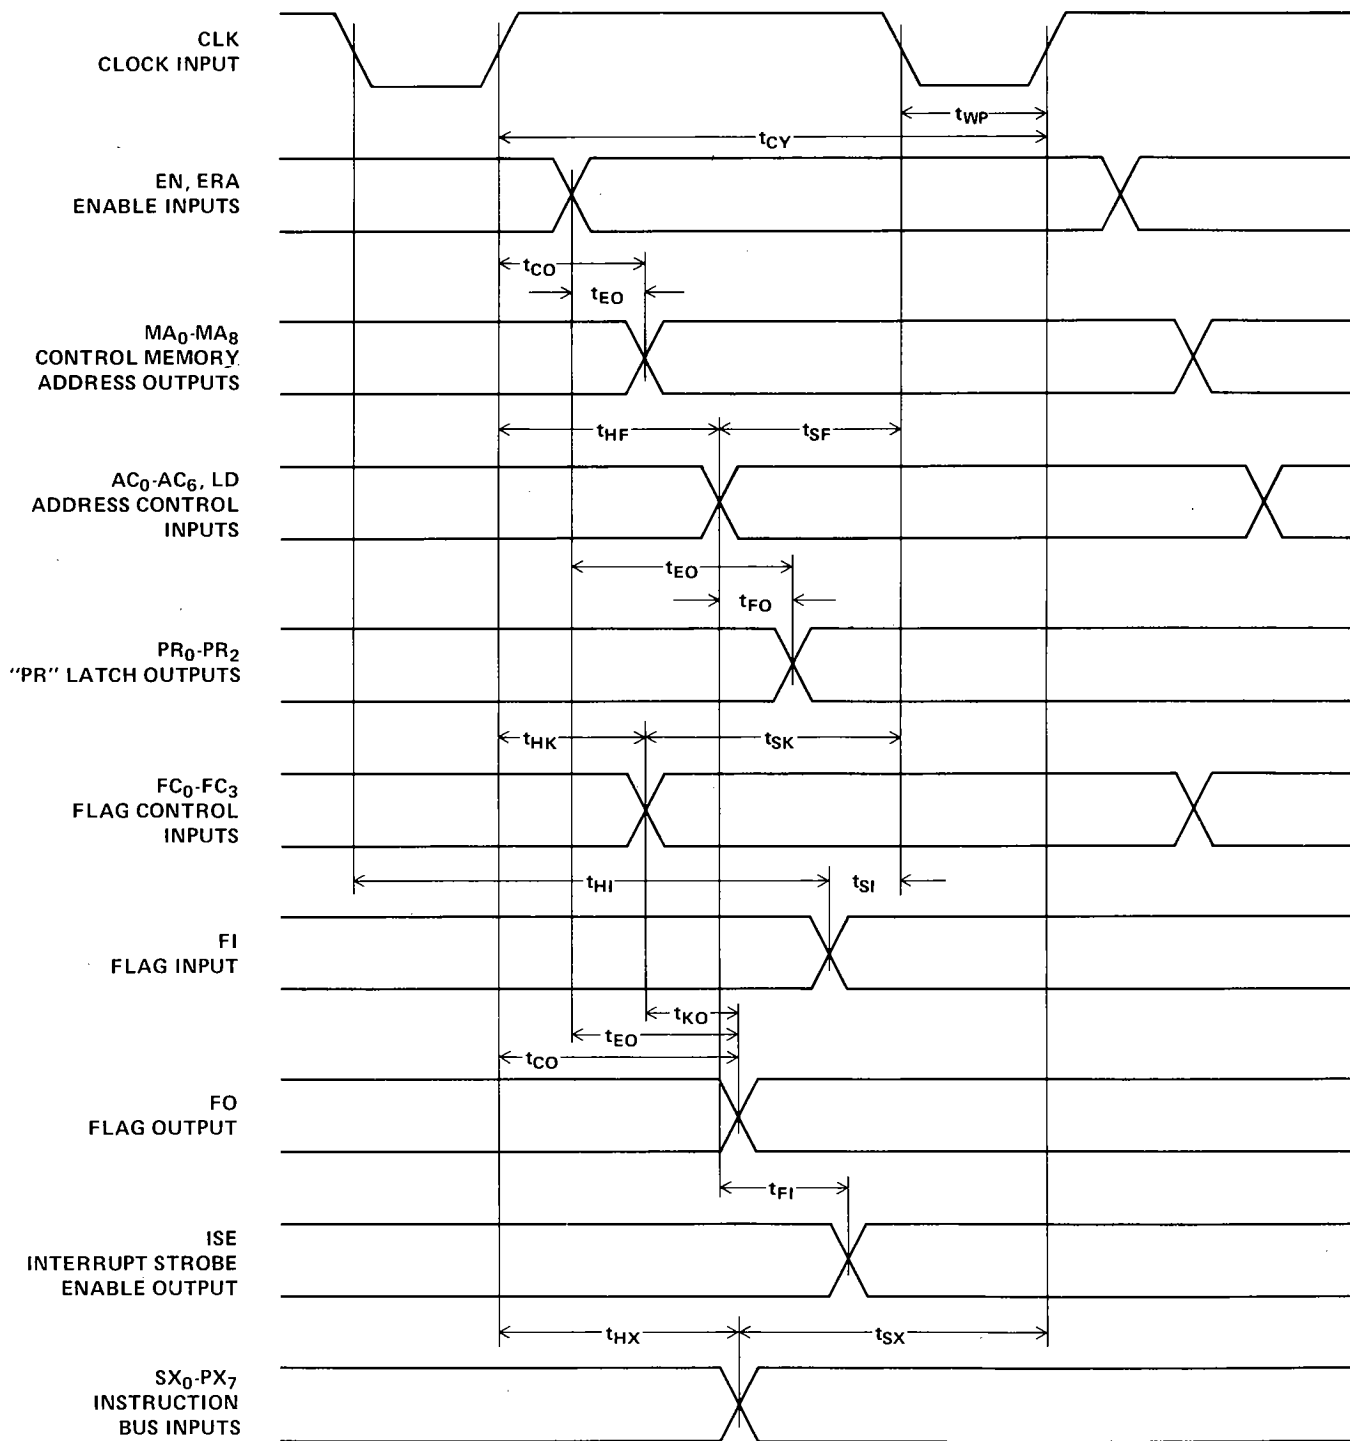 CLK
CLOCK INPUT
tWP
tCY
EN, ERA
ENABLE INPUTS
tCO
tEO
MA0-MA8
CONTROL MEMORY
ADDRESS OUTPUTS
tHF tSF
AC0-AC6, LD
ADDRESS CONTROL
INPUTS
tEO
tFO
PR0-PR2
"PR" LATCH OUTPUTS
tHK tSK
FC0-FC3
FLAG CONTROL
INPUTS
tHI tSI
FI
FLAG INPUT
tKO
tEO
tCO
FO
FLAG OUTPUT
tFI
ISE
INTERRUPT STROBE
ENABLE OUTPUT
tHX tSX
SX0-PX7
INSTRUCTION
BUS INPUTS